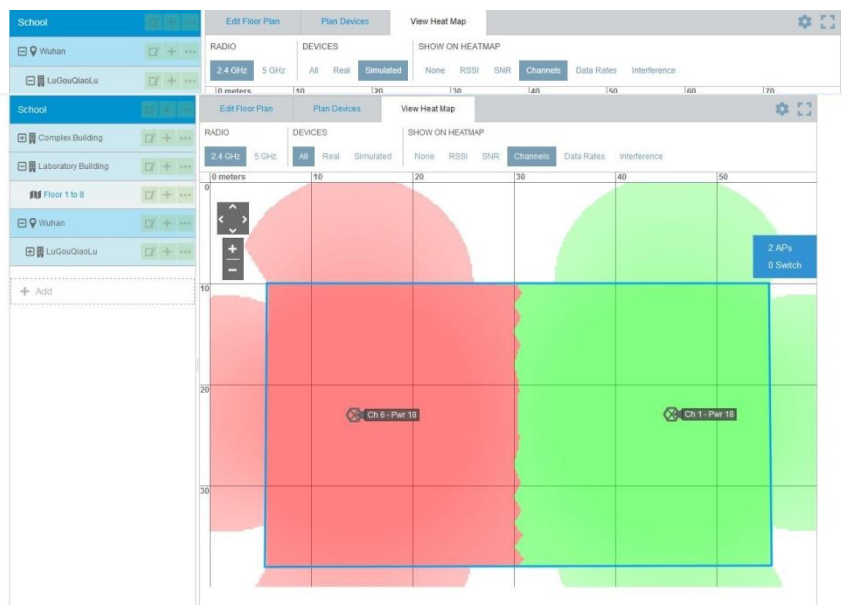 School
Edit Floor Plan Plan Devices View Heat Map
Wuhan
RADIO DEVICES SHOW ON HEATMAP
LuGouQiaoLu
2.4 GHz 5 GHz All Real Simulated None RSSI SNR Channels Data Rates Interference
0 meters 10 20 30 40 50 60 70
School
Edit Floor Plan Plan Devices View Heat Map
Complex Building
RADIO DEVICES SHOW ON HEATMAP
Laboratory Building
2.4 GHz 5 GHz All Real Simulated None RSSI SNR Channels Data Rates Interference
0 meters 10 20 30 40 50
0
Floor 1 to 8
Wuhan
LuGouQiaoLu
2 APs
0 Switch
+ Add
10
20
Ch 6 - Pwr 18 Ch 1 - Pwr 18
30